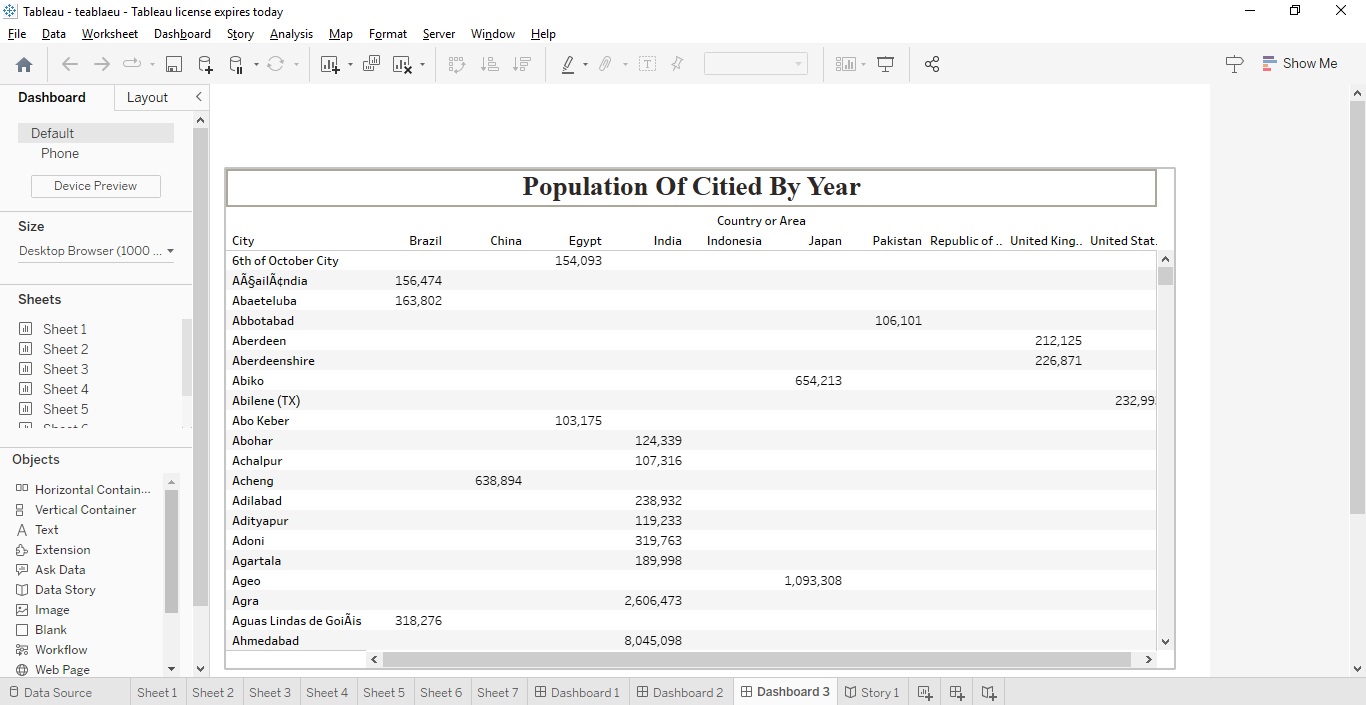 Tableau - teablaeu - Tableau license expires today
File Data Worksheet Dashboard Story Analysis Map Format Server Window Help
Show Me
Dashboard Layout
Default
Phone
Device Preview
Size
Desktop Browser (1000 ...
Sheets
Sheet 1
Sheet 2
Sheet 3
Sheet 4
Sheet 5
Objects
Horizontal Contain...
Vertical Container
Text
Extension
Ask Data
Data Story
Image
Blank
Workflow
Web Page
Population Of Citied By Year
Country or Area
City Brazil China Egypt India Indonesia Japan Pakistan Republic of .. United King.. United Stat.
6th of October City 154,093
AÃ§ailÃ¢ndia 156,474
Abaeteluba 163,802
Abbotabad 106,101
Aberdeen 212,125
Aberdeenshire 226,871
Abiko 654,213
Abilene (TX) 232,99
Abo Keber 103,175
Abohar 124,339
Achalpur 107,316
Acheng 638,894
Adilabad 238,932
Adityapur 119,233
Adoni 319,763
Agartala 189,998
Ageo 1,093,308
Agra 2,606,473
Aguas Lindas de GoiÃis 318,276
Ahmedabad 8,045,098
Data Source Sheet 1 Sheet 2 Sheet 3 Sheet 4 Sheet 5 Sheet 6 Sheet 7 Dashboard 1 Dashboard 2 Dashboard 3 Story 1